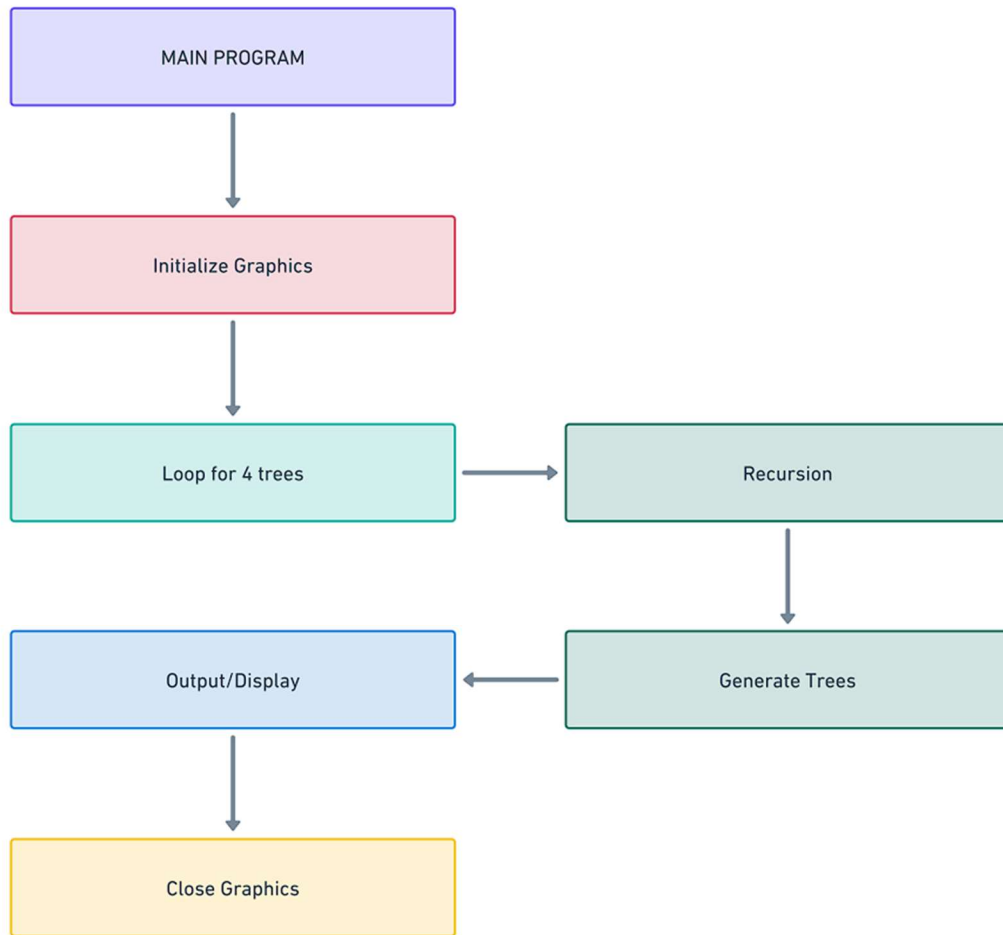 MAIN PROGRAM
Initialize Graphics
Loop for 4 trees
Recursion
Generate Trees
Output/Display
Close Graphics